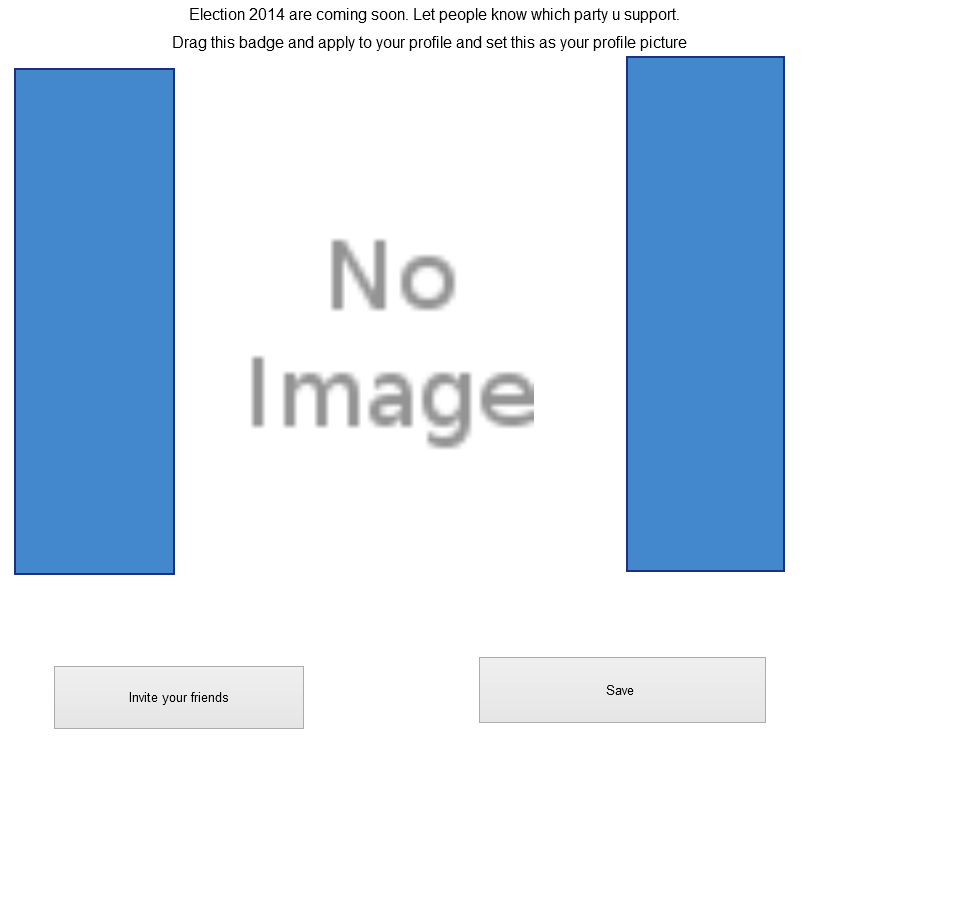 Election 2014 are coming soon. Let people know which party u support.
Drag this badge and apply to your profile and set this as your profile picture
No
Image
Invite your friends
Save